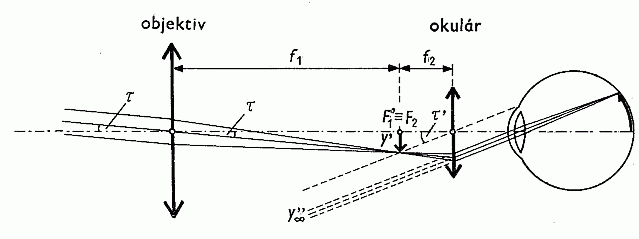 objektiv
okulár
f₁
f₂
τ
τ
F₁'≡F₂
τ'
y'
y''∞